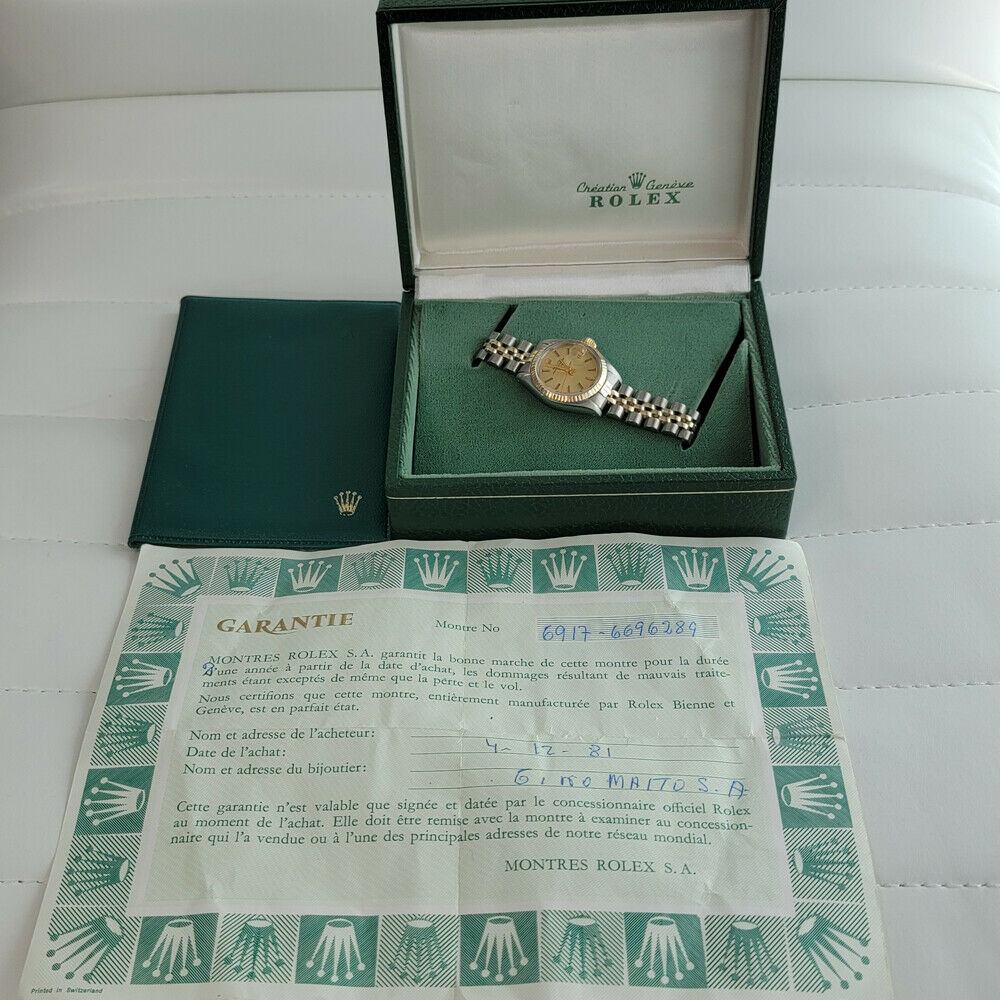 Création Genève
ROLEX
GARANTIE
Montre No 6917-6696289
MONTRES ROLEX S.A. garantit la bonne marche de cette montre pour la durée
d'une année à partir de la date d'achat, les dommages résultant de mauvais traite-
ments étant exceptés de même que la perte et le vol.
Nous certifions que cette montre, entièrement manufacturée par Rolex Bienne et
Genève, est en parfait état.
Nom et adresse de l'acheteur:
Date de l'achat: 4- 12 - 81
Nom et adresse du bijoutier: GINO MAITO S.A
Cette garantie n'est valable que signée et datée par le concessionnaire officiel Rolex
au moment de l'achat. Elle doit être remise avec la montre à examiner au concession-
naire qui l'a vendue ou à l'une des principales adresses de notre réseau mondial.
MONTRES ROLEX S.A.
Printed in Switzerland